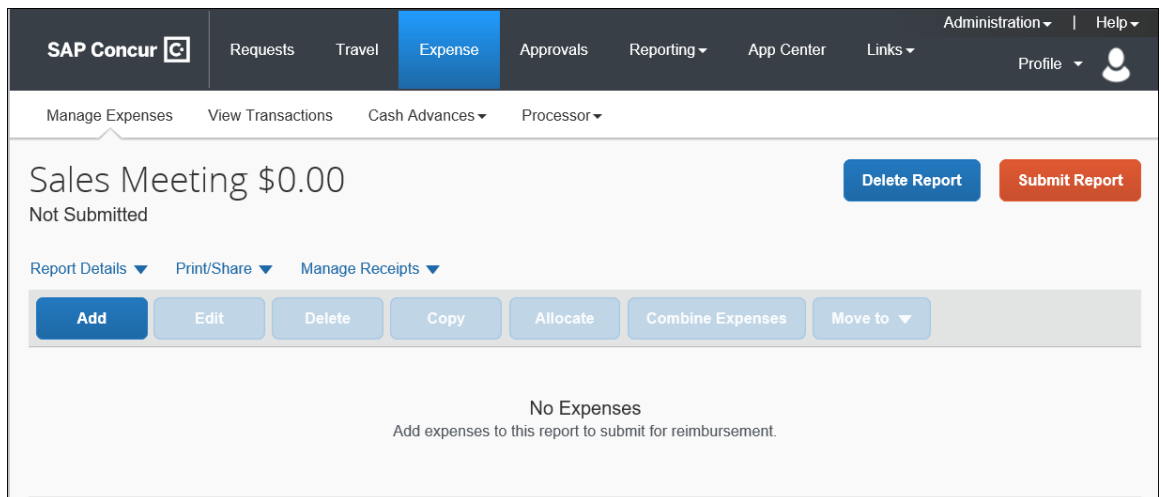 Administration | Help
SAP Concur C Requests Travel Expense Approvals Reporting App Center Links Profile
Manage Expenses View Transactions Cash Advances Processor
Sales Meeting $0.00
Delete Report Submit Report
Not Submitted
Report Details Print/Share Manage Receipts
Add Edit Delete Copy Allocate Combine Expenses Move to
No Expenses
Add expenses to this report to submit for reimbursement.